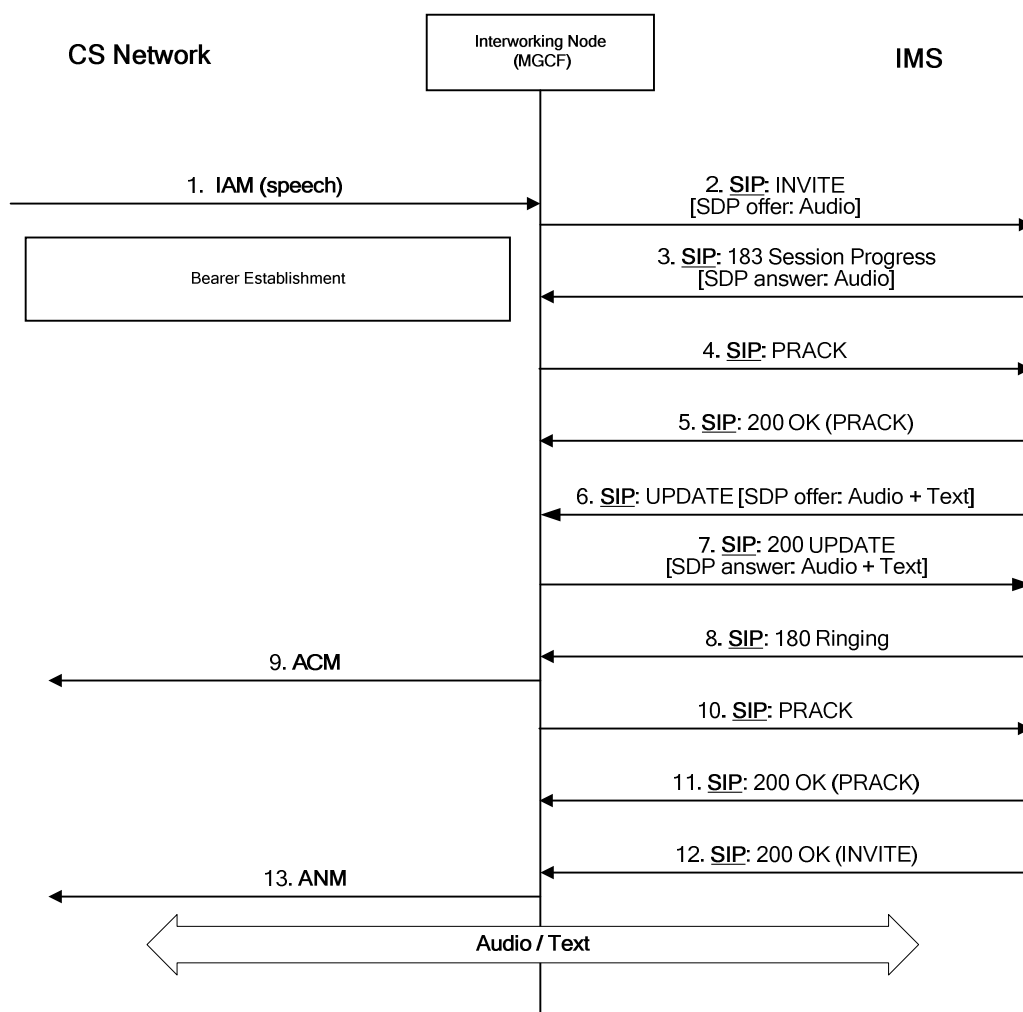 CS Network
Interworking Node
(MGCF)
IMS
1. IAM (speech)
2. SIP: INVITE
[SDP offer: Audio]
3. SIP: 183 Session Progress
[SDP answer: Audio]
Bearer Establishment
4. SIP: PRACK
5. SIP: 200 OK (PRACK)
6. SIP: UPDATE [SDP offer: Audio + Text]
7. SIP: 200 UPDATE
[SDP answer: Audio + Text]
8. SIP: 180 Ringing
9. ACM
10. SIP: PRACK
11. SIP: 200 OK (PRACK)
12. SIP: 200 OK (INVITE)
13. ANM
Audio / Text